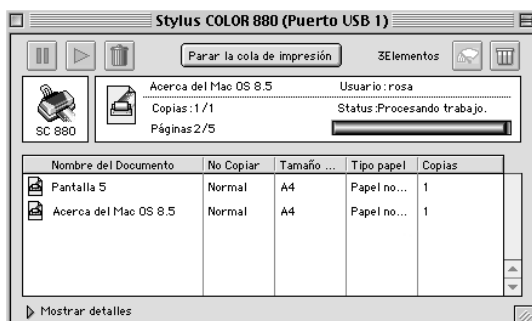 Stylus COLOR 880 (Puerto USB 1)
Parar la cola de impresión 3Elementos
SC 880
Acerca del Mac OS 8.5 Usuario:rosa
Copias:1/1 Status:Procesando trabajo.
Páginas2/5
Nombre del Documento No Copiar Tamaño ... Tipo papel Copias
Pantalla 5 Normal A4 Papel no... 1
Acerca del Mac OS 8.5 Normal A4 Papel no... 1
Mostrar detalles